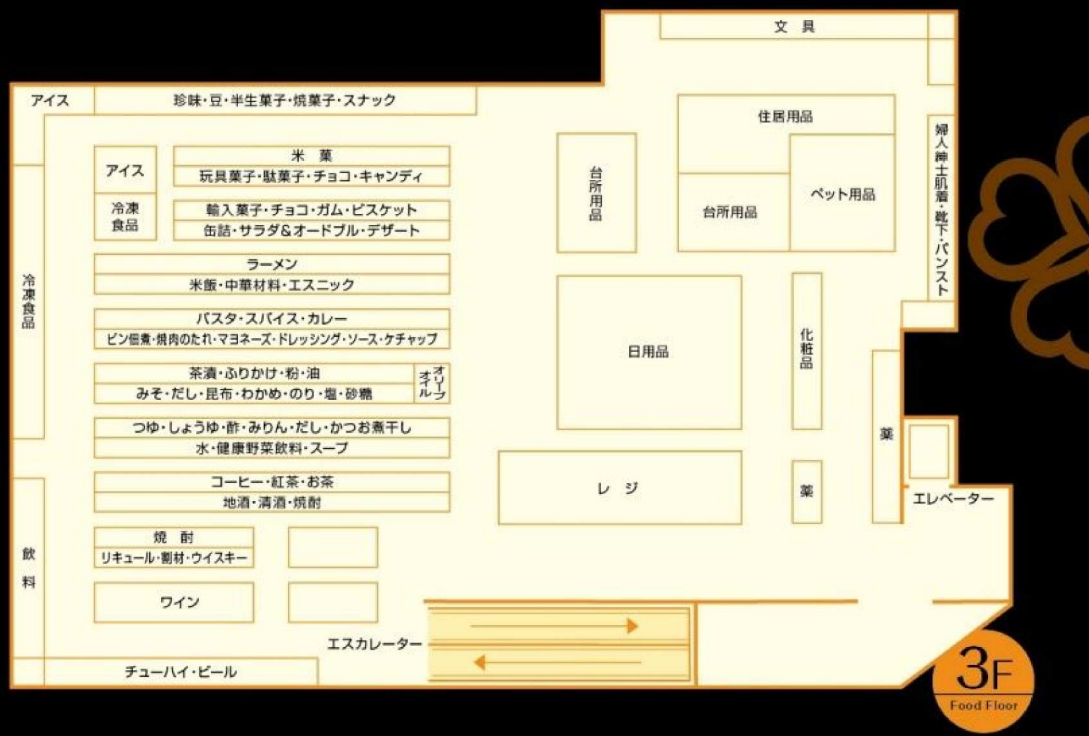 文具
アイス
珍味・豆・半生菓子・焼菓子・スナック
住居用品
婦人紳士肌着・靴下・パンスト
アイス
米菓
玩具菓子・駄菓子・チョコ・キャンディ
台所用品
ペット用品
台所用品
冷凍
食品
輸入菓子・チョコ・ガム・ビスケット
缶詰・サラダ&オードブル・デザート
ラーメン
米飯・中華材料・エスニック
冷凍食品
パスタ・スパイス・カレー
ビン佃煮・焼肉のたれ・マヨネーズ・ドレッシング・ソース・ケチャップ
日用品
化粧品
茶漬・ふりかけ・粉・油
みそ・だし・昆布・わかめ・のり・塩・砂糖
オリーブ
オイル
つゆ・しょうゆ・酢・みりん・だし・かつお煮干し
水・健康野菜飲料・スープ
薬
コーヒー・紅茶・お茶
地酒・清酒・焼酎
レジ
薬
エレベーター
焼酎
リキュール・割材・ウイスキー
飲料
ワイン
エスカレーター
チューハイ・ビール
3F
Food Floor